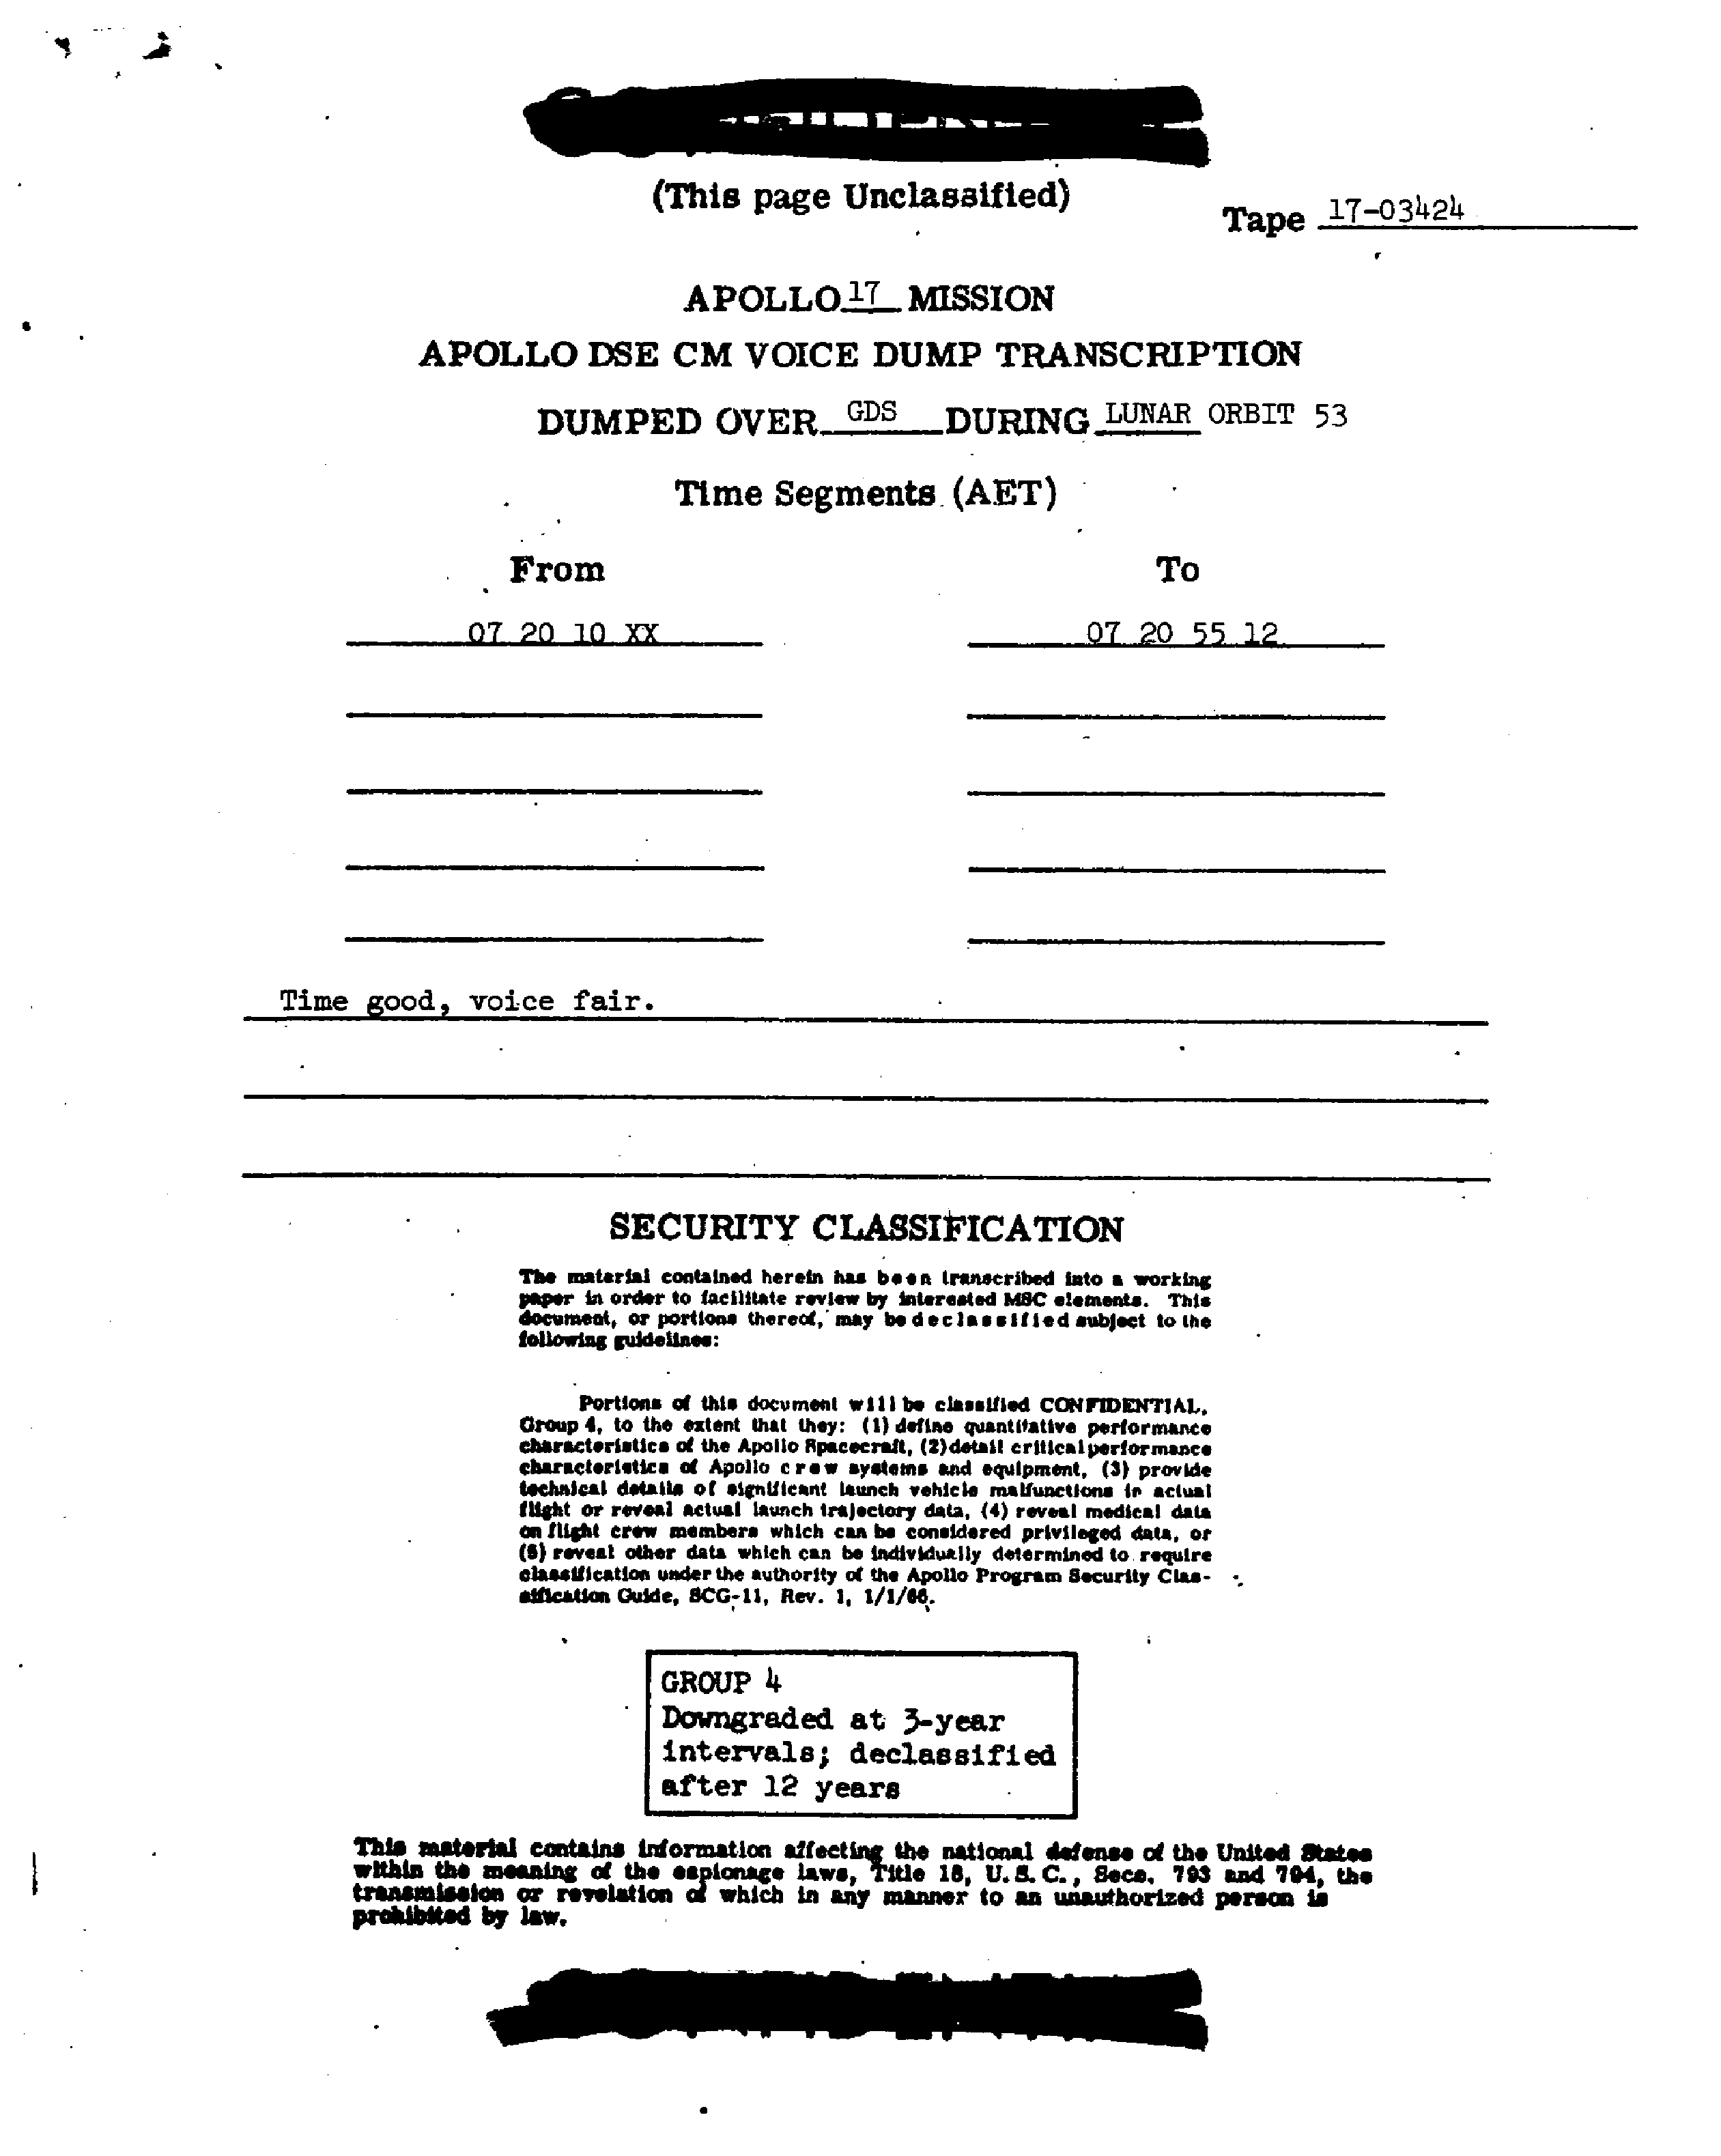 (This page Unclassified)
Tape 17-03424
APOLLO 17 MISSION
APOLLO DSE CM VOICE DUMP TRANSCRIPTION
DUMPED OVER GDS DURING LUNAR ORBIT 53
Time Segments (AET)
From To
07 20 10 XX 07 20 55 12
Time good, voice fair.
SECURITY CLASSIFICATION
The material contained herein has been transcribed into a working
paper in order to facilitate review by interested MSC elements. This
document, or portions thereof, may be declassified subject to the
following guidelines:
Portions of this document will be classified CONFIDENTIAL,
Group 4, to the extent that they: (1) define quantitative performance
characteristics of the Apollo Spacecraft, (2) detail critical performance
characteristics of Apollo crew systems and equipment, (3) provide
technical details of significant launch vehicle malfunctions in actual
flight or reveal actual launch trajectory data, (4) reveal medical data
on flight crew members which can be considered privileged data, or
(5) reveal other data which can be individually determined to require
classification under the authority of the Apollo Program Security Clas-
sification Guide, SCG-11, Rev. 1, 1/1/66.
GROUP 4
Downgraded at 3-year
intervals; declassified
after 12 years
This material contains information affecting the national defense of the United States
within the meaning of the espionage laws, Title 18, U.S.C., Secs. 793 and 794, the
transmission or revelation of which in any manner to an unauthorized person is
prohibited by law.